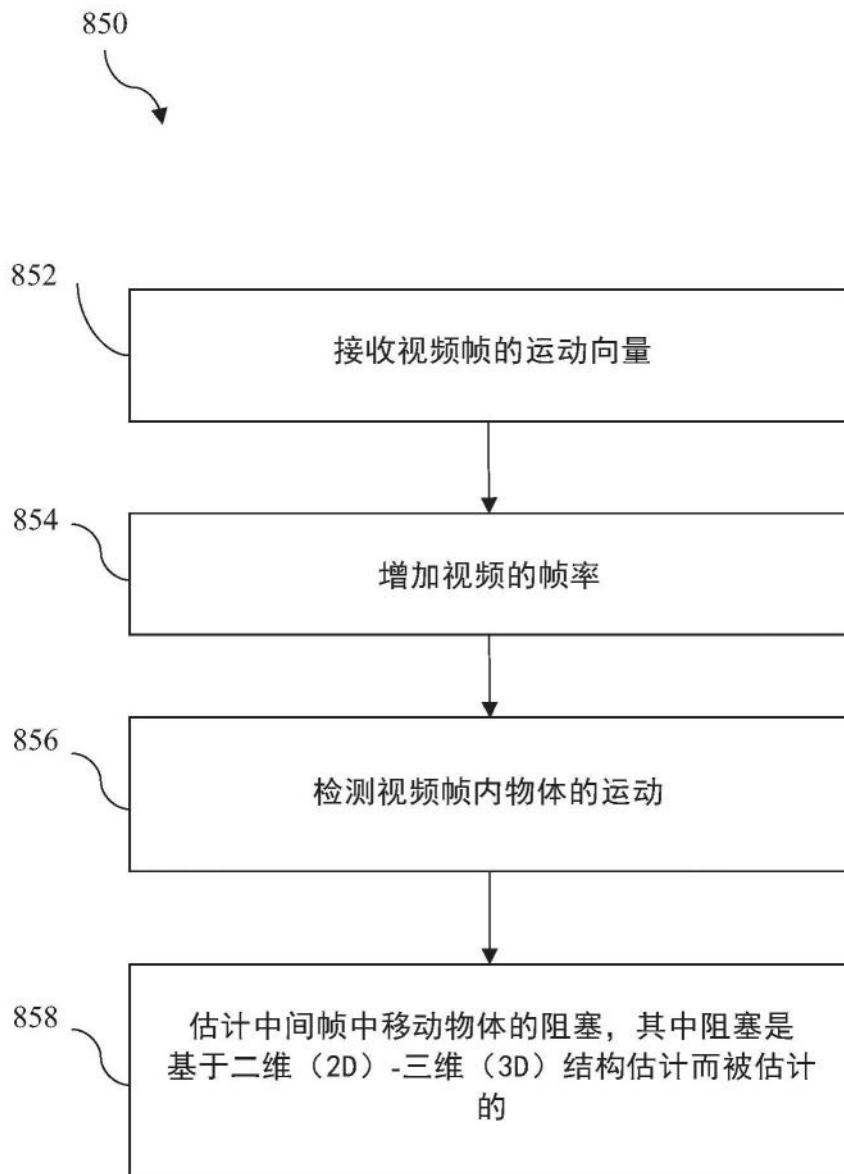 850
852
接收视频帧的运动向量
854
增加视频的帧率
856
检测视频帧内物体的运动
858
估计中间帧中移动物体的阻塞，其中阻塞是
基于二维（2D）-三维（3D）结构估计而被估计
的